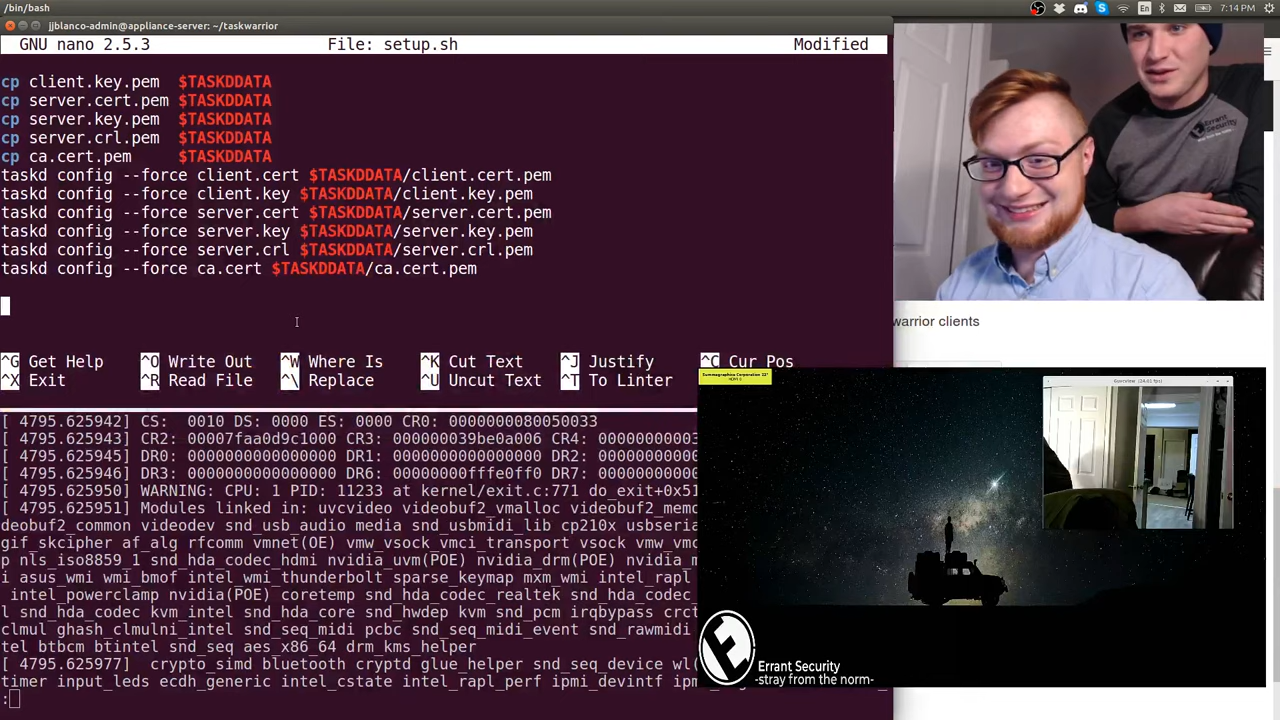 /bin/bash
En
7:14 PM
jjblanco-admin@appliance-server: ~/taskwarrior
GNU nano 2.5.3 File: setup.sh Modified
cp client.key.pem $TASKDDATA
cp server.cert.pem $TASKDDATA
cp server.key.pem $TASKDDATA
cp server.crl.pem $TASKDDATA
cp ca.cert.pem $TASKDDATA
taskd config --force client.cert $TASKDDATA/client.cert.pem
taskd config --force client.key $TASKDDATA/client.key.pem
taskd config --force server.cert $TASKDDATA/server.cert.pem
taskd config --force server.key $TASKDDATA/server.key.pem
taskd config --force server.crl $TASKDDATA/server.crl.pem
taskd config --force ca.cert $TASKDDATA/ca.cert.pem
^G Get Help ^O Write Out ^W Where Is ^K Cut Text ^J Justify ^C Cur Pos
^X Exit ^R Read File ^\ Replace ^U Uncut Text ^T To Linter
[ 4795.625942] CS: 0010 DS: 0000 ES: 0000 CR0: 0000000080050033
[ 4795.625943] CR2: 00007faa0d9c1000 CR3: 000000039be0a006 CR4: 00000000003
[ 4795.625945] DR0: 0000000000000000 DR1: 0000000000000000 DR2: 00000000000
[ 4795.625946] DR3: 0000000000000000 DR6: 00000000fffe0ff0 DR7: 00000000000
[ 4795.625950] WARNING: CPU: 1 PID: 11233 at kernel/exit.c:771 do_exit+0x51
[ 4795.625951] Modules linked in: uvcvideo videobuf2_vmalloc videobuf2_memo
deobuf2_common videodev snd_usb_audio media snd_usbmidi_lib cp210x usbseria
gif_skcipher af_alg rfcomm vmnet(OE) vmw_vsock vmci_transport vsock vmw_vm
p nls_iso8859_1 snd_hda_codec_hdmi nvidia_uvm(POE) nvidia_drm(POE) nvidia_m
i asus_wmi wmi_bmof intel_wmi_thunderbolt sparse_keymap mxm_wmi intel_rapl
intel_powerclamp nvidia(POE) coretemp snd_hda_codec_realtek snd_hda_codec_
l snd_hda_codec kvm_intel snd_hda_core snd_hwdep kvm snd_pcm irqbypass crct
clmul ghash_clmulni_intel snd_seq_midi pcbc snd_seq_midi_event snd_rawmidi
tel btbcm btintel snd_seq aes_x86_64 drm_kms_helper
[ 4795.625977] crypto_simd bluetooth cryptd glue_helper snd_seq_device wl(
timer input_leds ecdh_generic intel_cstate intel_rapl_perf ipmi_devintf ipm
:
Errant
Security
warrior clients
Summagraphics Corporation 22"
Errant Security
-stray from the norm-